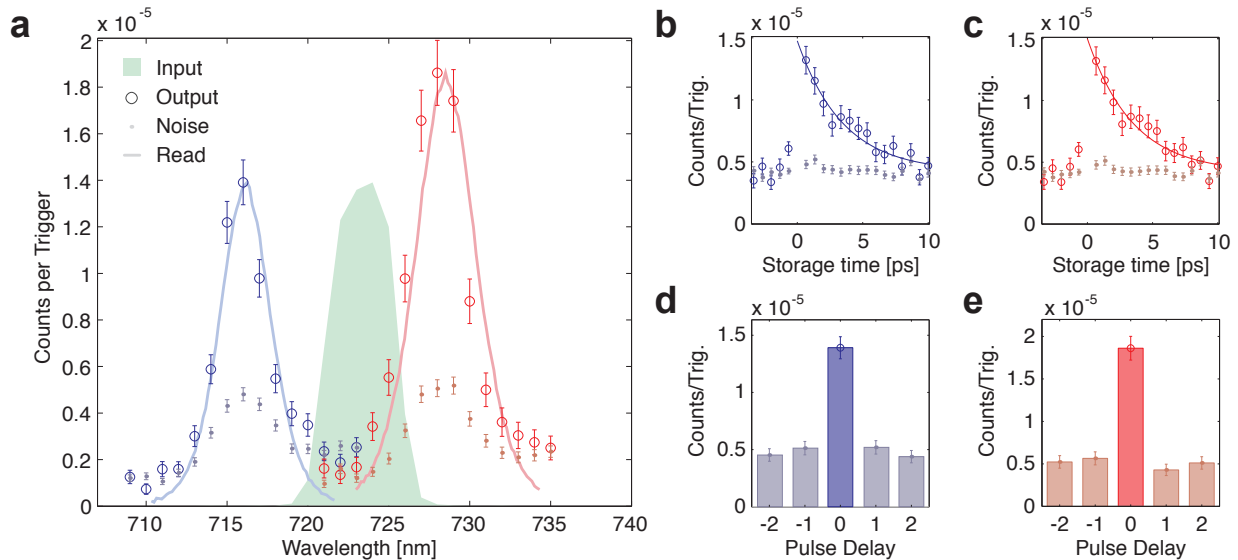 a
x 10⁻⁵
2
1.8
1.6
1.4
1.2
1
0.8
0.6
0.4
0.2
0
Counts per Trigger
Input
Output
Noise
Read
710 715 720 725 730 735 740
Wavelength [nm]
b
x 10⁻⁵
1.5
1
0.5
0
Counts/Trig.
0 5 10
Storage time [ps]
c
x 10⁻⁵
1.5
1
0.5
0
Counts/Trig.
0 5 10
Storage time [ps]
d
x 10⁻⁵
1.5
1
0.5
0
Counts/Trig.
-2 -1 0 1 2
Pulse Delay
e
x 10⁻⁵
2
1.5
1
0.5
0
Counts/Trig.
-2 -1 0 1 2
Pulse Delay